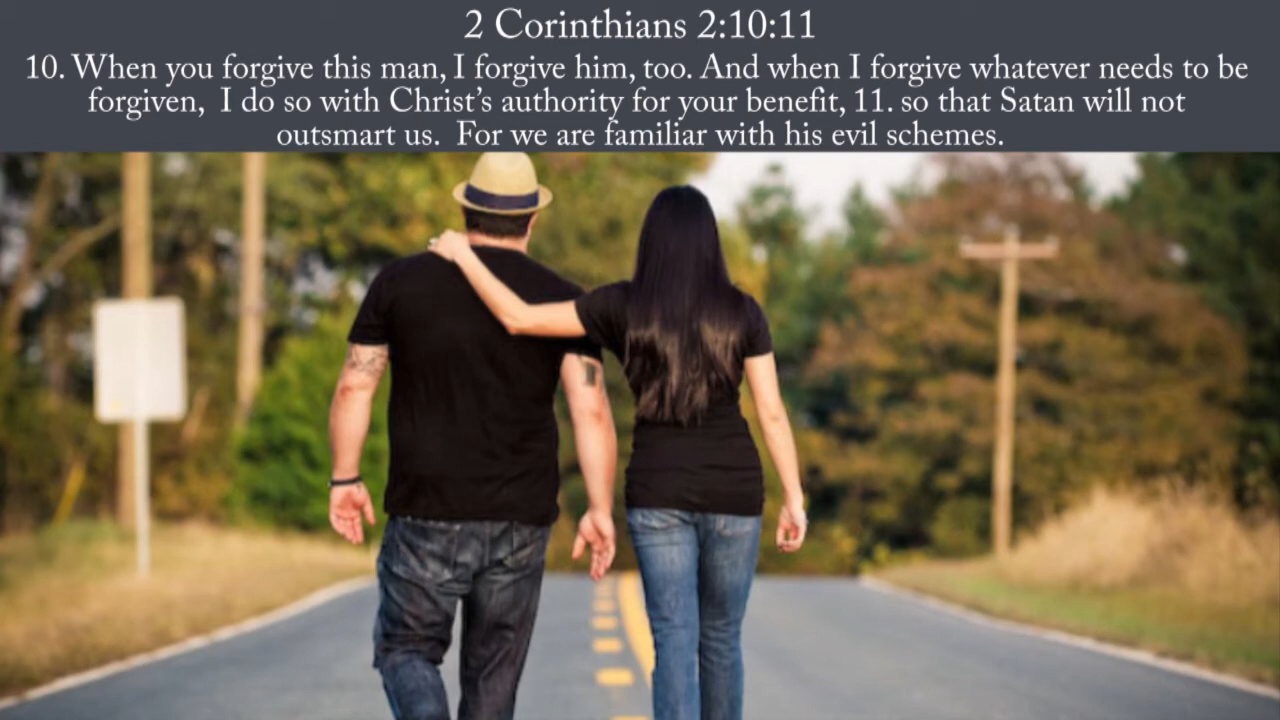 2 Corinthians 2:10:11
10. When you forgive this man, I forgive him, too. And when I forgive whatever needs to be
forgiven,  I do so with Christ’s authority for your benefit, 11. so that Satan will not
outsmart us.  For we are familiar with his evil schemes.